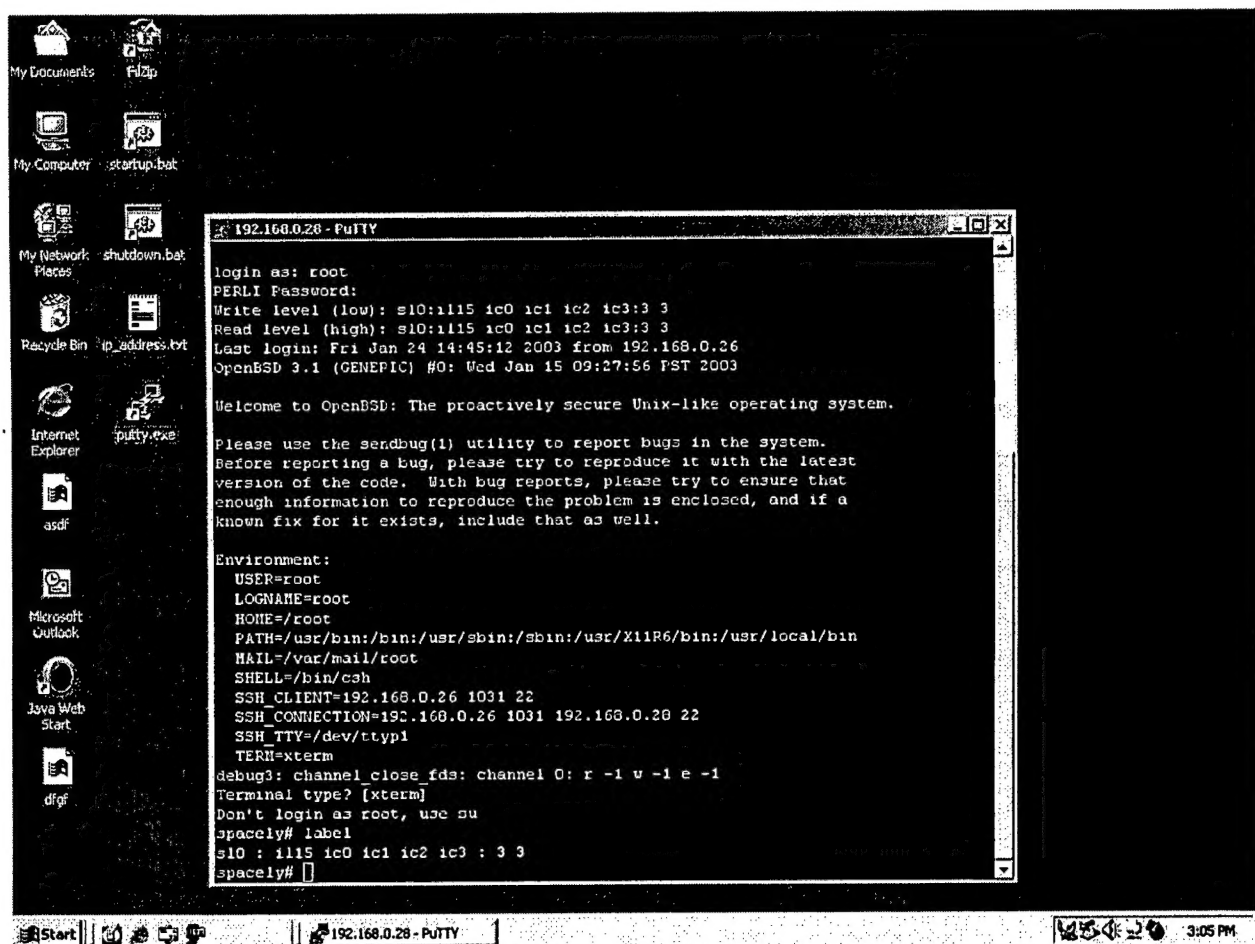 My Documents
FilZip
My Computer
startup.bat
My Network
Places
shutdown.bat
Recycle Bin
ip_address.txt
Internet
Explorer
putty.exe
asdf
Microsoft
Outlook
Java Web
Start
dfgf
192.168.0.28 - PuTTY
login as: root
PERLI Password:
Write level (low): sl0:il15 ic0 ic1 ic2 ic3:3 3
Read level (high): sl0:il15 ic0 ic1 ic2 ic3:3 3
Last login: Fri Jan 24 14:45:12 2003 from 192.168.0.26
OpenBSD 3.1 (GENERIC) #0: Wed Jan 15 09:27:56 PST 2003
Welcome to OpenBSD: The proactively secure Unix-like operating system.
Please use the sendbug(1) utility to report bugs in the system.
Before reporting a bug, please try to reproduce it with the latest
version of the code.  With bug reports, please try to ensure that
enough information to reproduce the problem is enclosed, and if a
known fix for it exists, include that as well.
Environment:
USER=root
LOGNAME=root
HOME=/root
PATH=/usr/bin:/bin:/usr/sbin:/sbin:/usr/X11R6/bin:/usr/local/bin
MAIL=/var/mail/root
SHELL=/bin/csh
SSH_CLIENT=192.168.0.26 1031 22
SSH_CONNECTION=192.168.0.26 1031 192.168.0.28 22
SSH_TTY=/dev/ttyp1
TERM=xterm
debug3: channel_close_fds: channel 0: r -1 w -1 e -1
Terminal type? [xterm]
Don't login as root, use su
spacely# label
sl0 : il15 ic0 ic1 ic2 ic3 : 3 3
spacely#
Start
192.168.0.28 - PuTTY
3:05 PM